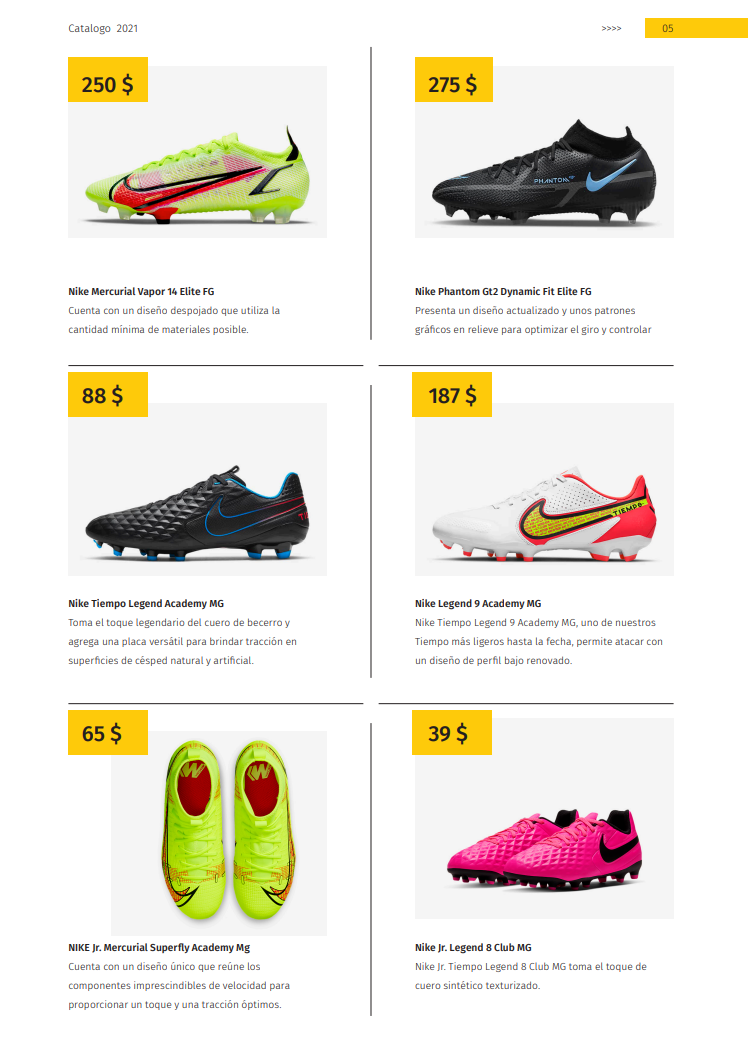 Catalogo 2021
>>>>
05
250 $
Nike Mercurial Vapor 14 Elite FG
Cuenta con un diseño despojado que utiliza la
cantidad mínima de materiales posible.
275 $
PHANTOM
Nike Phantom Gt2 Dynamic Fit Elite FG
Presenta un diseño actualizado y unos patrones
gráficos en relieve para optimizar el giro y controlar
88 $
Nike Tiempo Legend Academy MG
Toma el toque legendario del cuero de becerro y
agrega una placa versátil para brindar tracción en
superficies de césped natural y artificial.
187 $
TIEMPO
Nike Legend 9 Academy MG
Nike Tiempo Legend 9 Academy MG, uno de nuestros
Tiempo más ligeros hasta la fecha, permite atacar con
un diseño de perfil bajo renovado.
65 $
NIKE Jr. Mercurial Superfly Academy Mg
Cuenta con un diseño único que reúne los
componentes imprescindibles de velocidad para
proporcionar un toque y una tracción óptimos.
39 $
Nike Jr. Legend 8 Club MG
Nike Jr. Tiempo Legend 8 Club MG toma el toque de
cuero sintético texturizado.